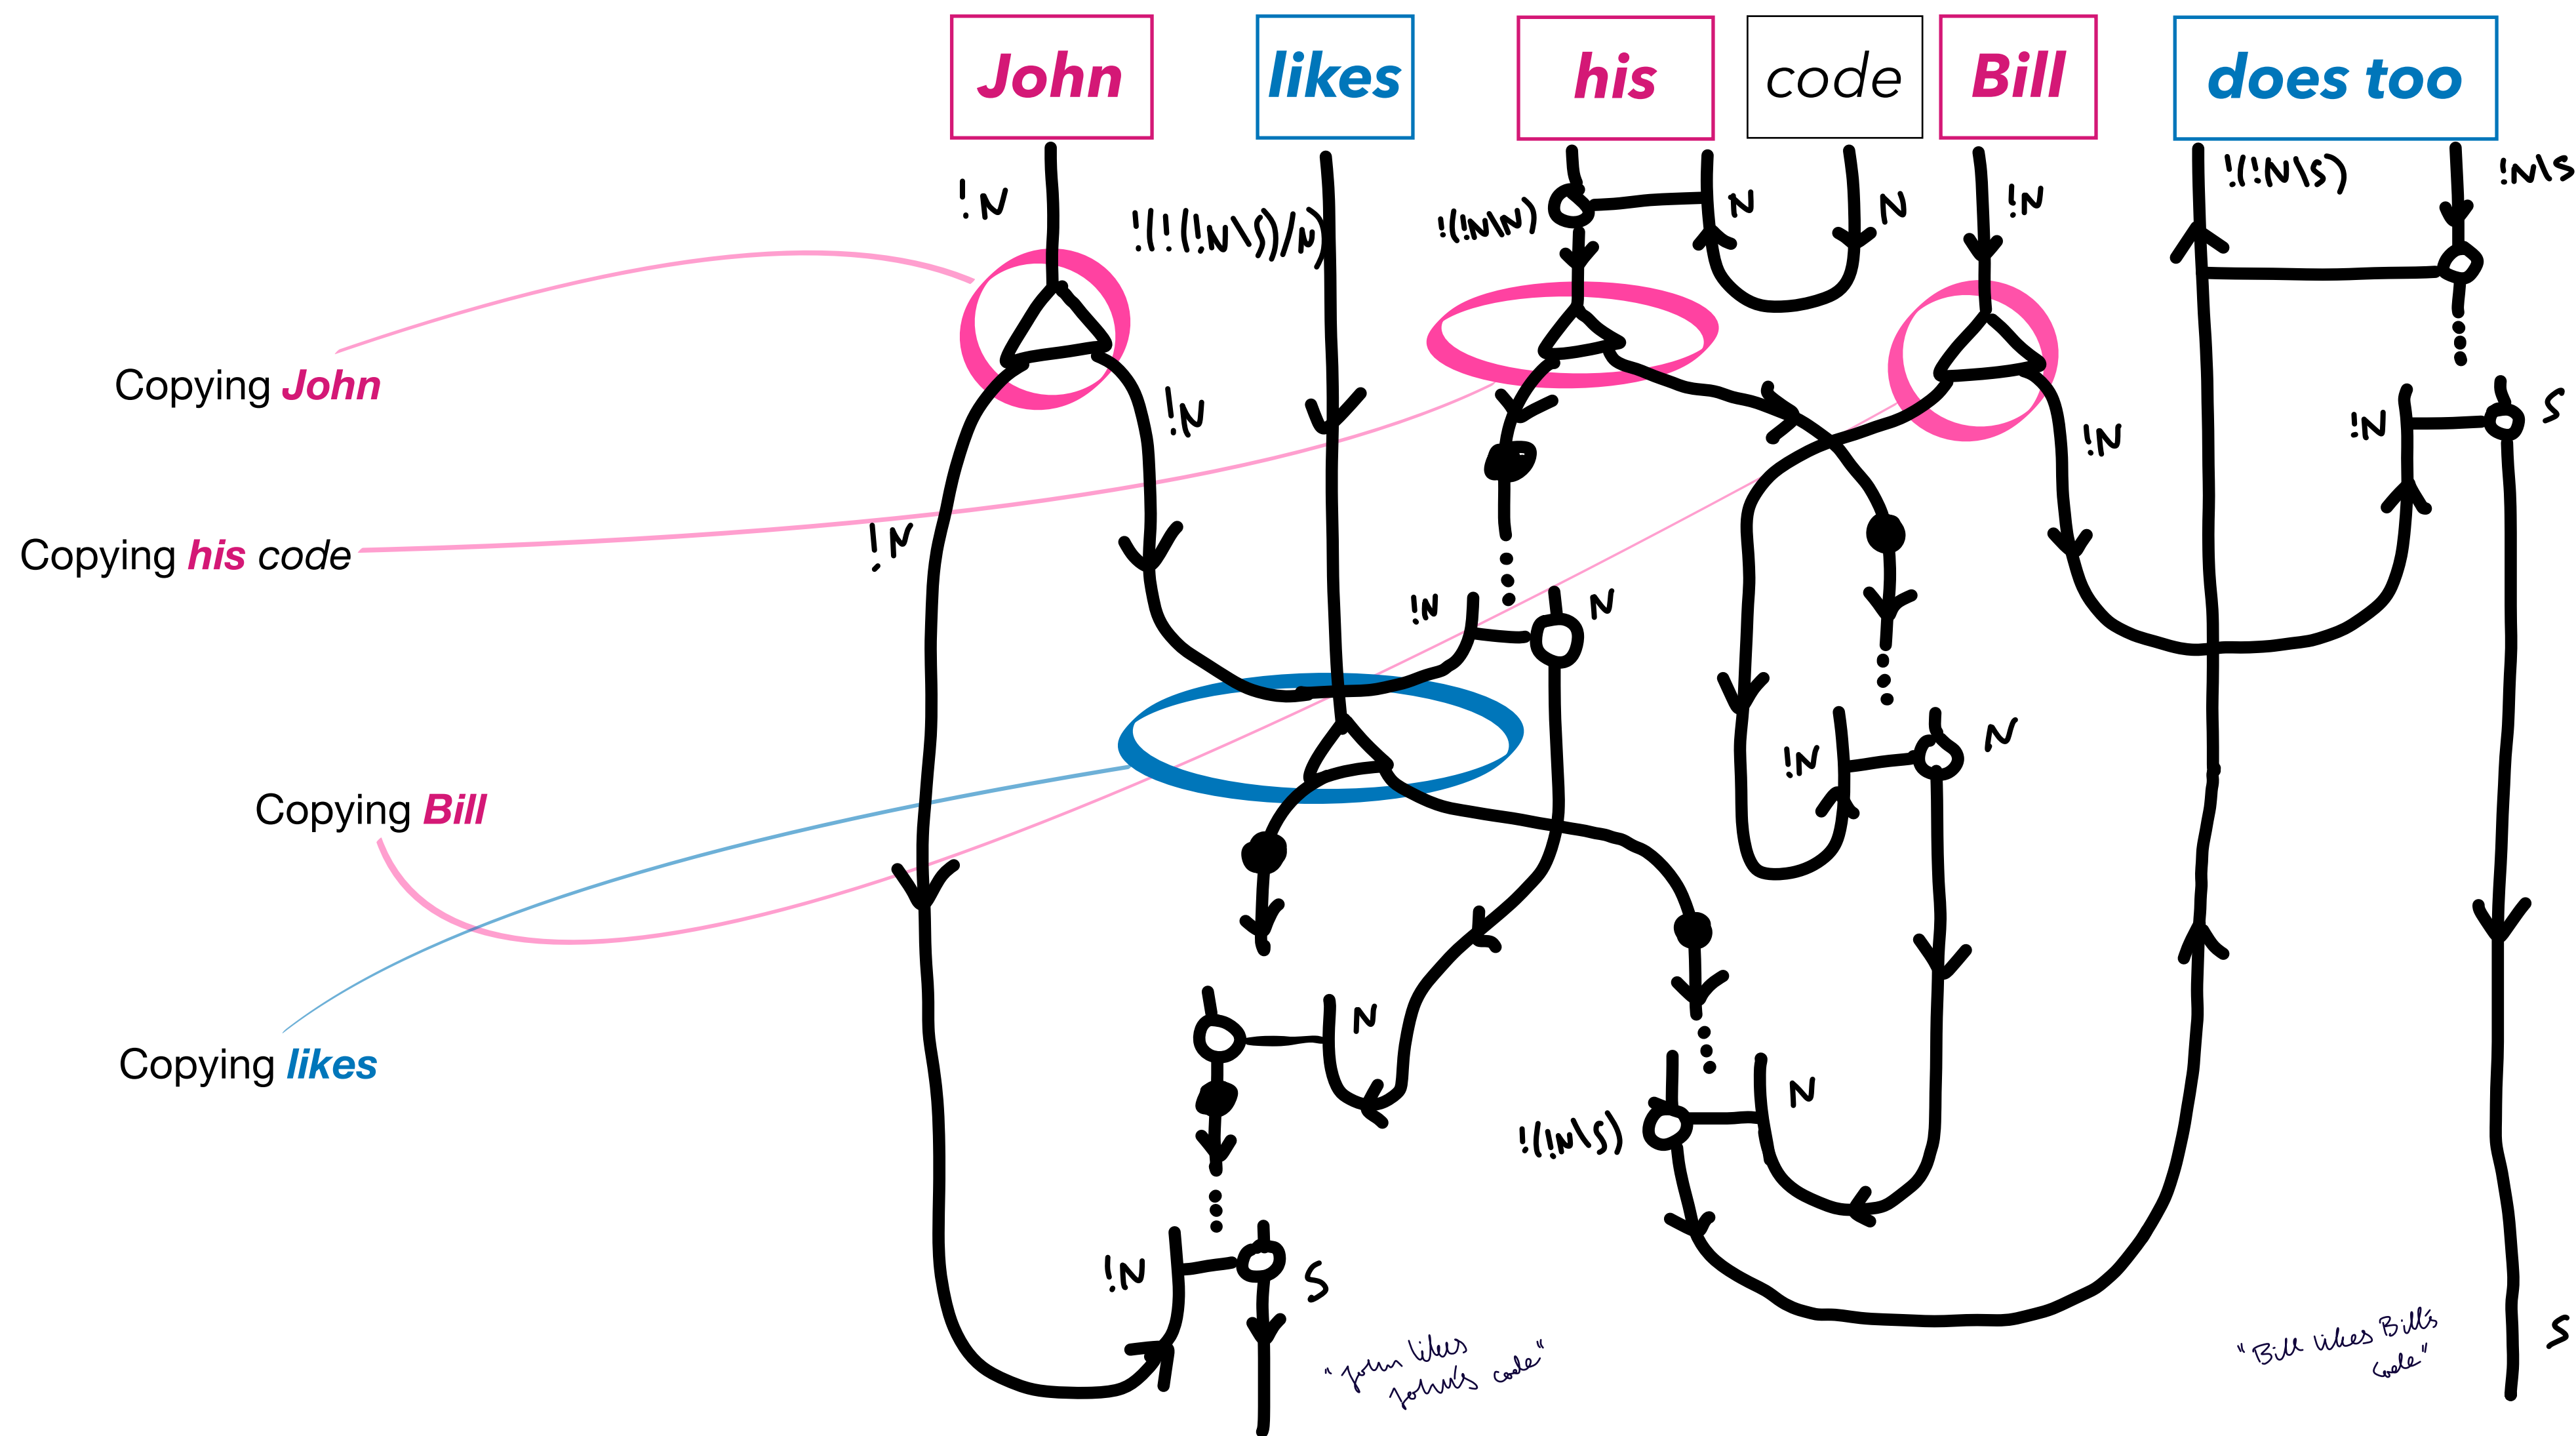 John likes his code Bill does too
!N
!(!(!N\S)/N)
!(!N\N)
N
N
!N
!(!N\S)
!N\S
Copying John
!N
!N
!N
S
Copying his code
!N
!N
N
!N
N
Copying Bill
Copying likes
N
N
!(!N\S)
!N
S
"John likes
John's code"
"Bill likes Bill's
code"
S